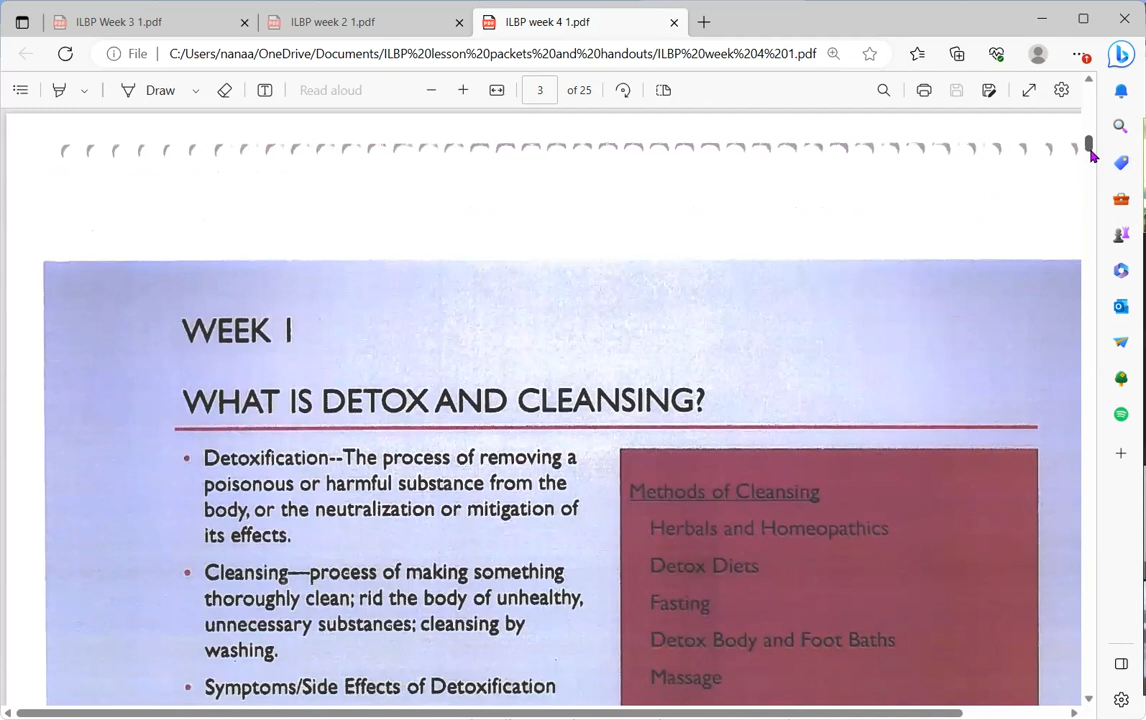 ILBP Week 3 1.pdf
ILBP week 2 1.pdf
ILBP week 4 1.pdf
File
C:/Users/nanaa/OneDrive/Documents/ILBP%20lesson%20packets%20and%20handouts/ILBP%20week%204%201.pdf
Draw
Read aloud
3
of 25
WEEK 1
WHAT IS DETOX AND CLEANSING?
• Detoxification--The process of removing a
poisonous or harmful substance from the
body, or the neutralization or mitigation of
its effects.
• Cleansing—process of making something
thoroughly clean; rid the body of unhealthy,
unnecessary substances; cleansing by
washing.
• Symptoms/Side Effects of Detoxification
Methods of Cleansing
Herbals and Homeopathics
Detox Diets
Fasting
Detox Body and Foot Baths
Massage